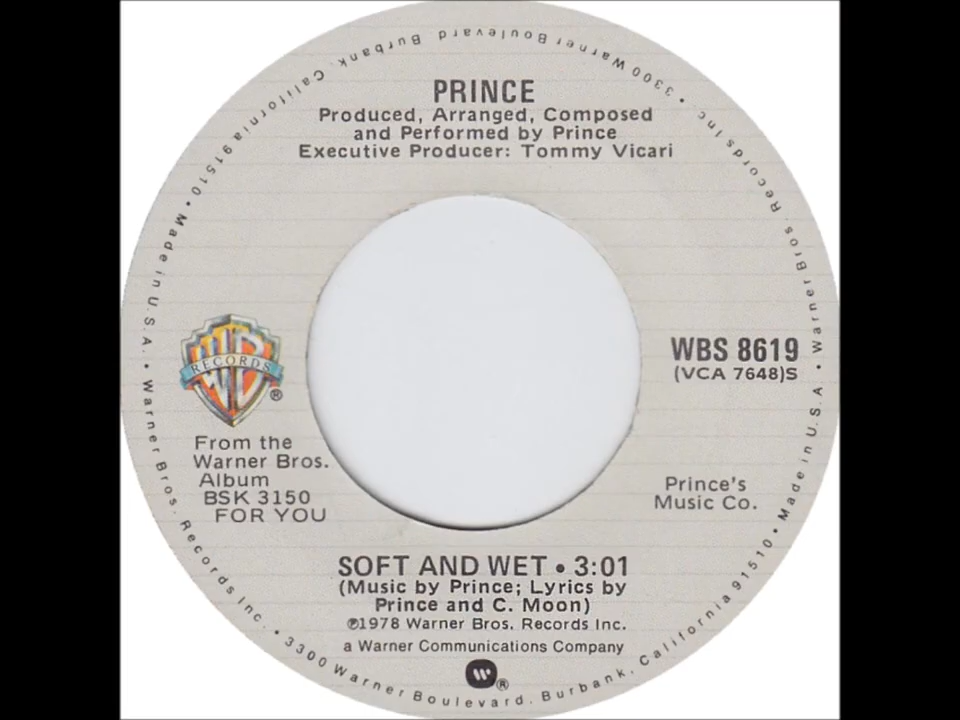 PRINCE
Produced, Arranged, Composed
and Performed by Prince
Executive Producer: Tommy Vicari
RECORDS
®
WBS 8619
(VCA 7648)S
From the
Warner Bros.
Album
BSK 3150
FOR YOU
Prince's
Music Co.
SOFT AND WET • 3:01
(Music by Prince; Lyrics by
Prince and C. Moon)
℗1978 Warner Bros. Records Inc.
a Warner Communications Company
®
Warner Bros. Records Inc. • 3300 Warner Boulevard, Burbank, California 91510 • Made in U.S.A. • Warner Bros. Records Inc. • 3300 Warner Boulevard, Burbank, California 91510 • Made in U.S.A •